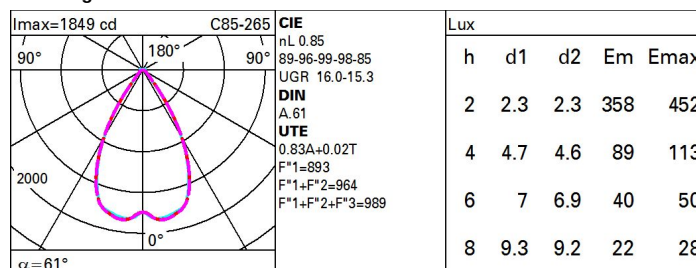 Imax=1849 cd C85-265
90° 180° 90°
2000
0°
α=61°
CIE
nL 0.85
89-96-99-98-85
UGR 16.0-15.3
DIN
A.61
UTE
0.83A+0.02T
F"1=893
F"1+F"2=964
F"1+F"2+F"3=989
Lux
h d1 d2 Em Emax
2 2.3 2.3 358 452
4 4.7 4.6 89 113
6 7 6.9 40 50
8 9.3 9.2 22 28